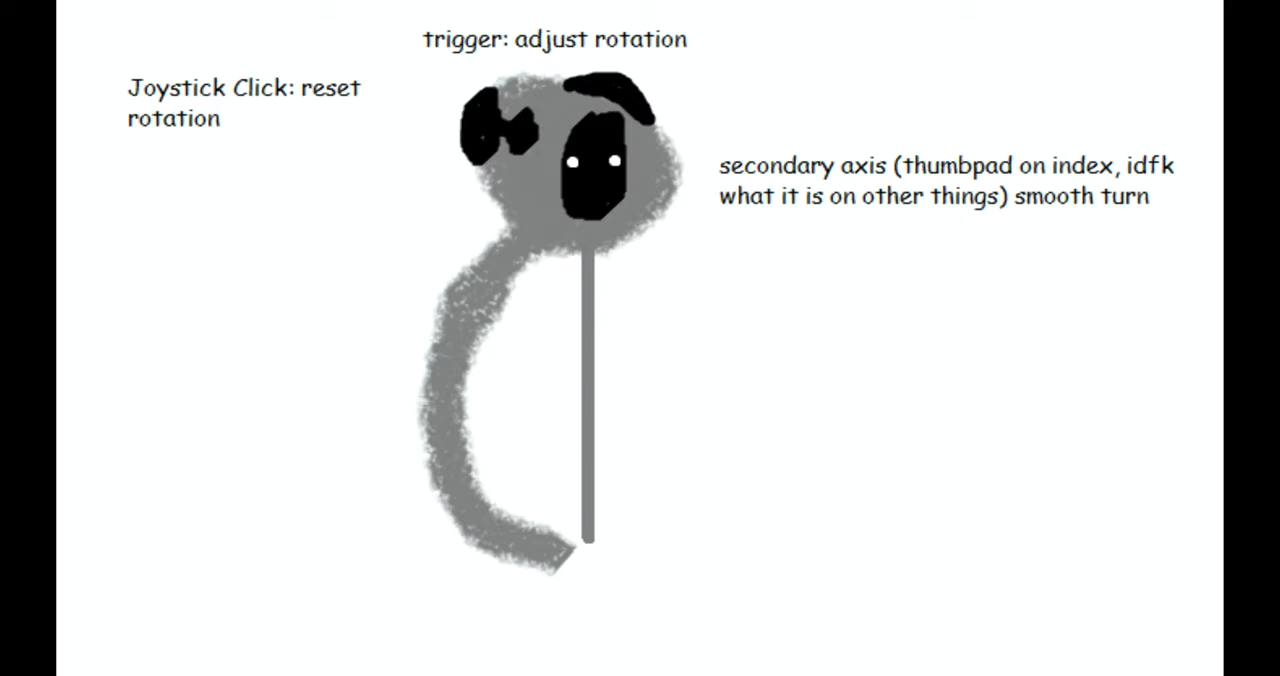 trigger: adjust rotation
Joystick Click: reset
rotation
secondary axis (thumbpad on index, idfk
what it is on other things) smooth turn